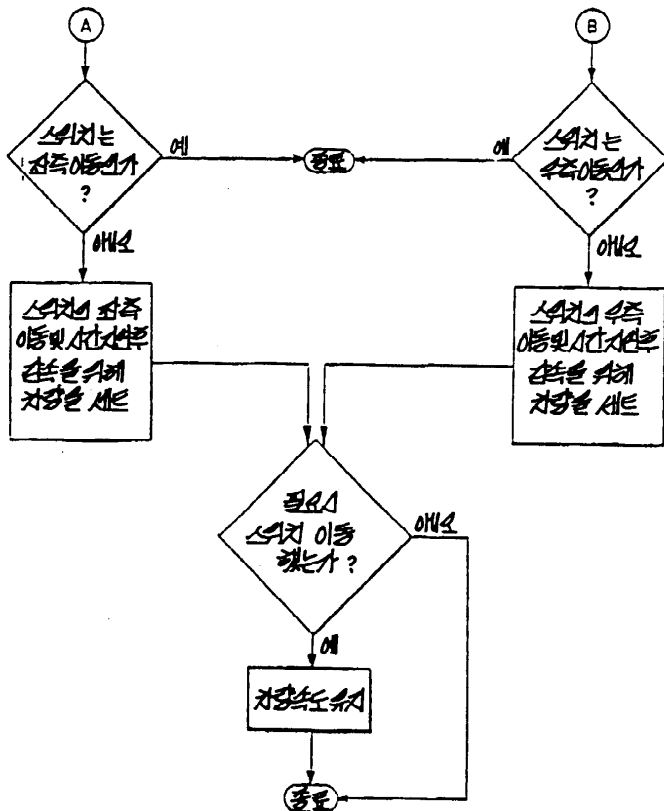 A
B
스위치는
좌측이동인가
?
예
종료
예
스위치는
우측이동인가
?
아니오
아니오
스위치의 좌측
이동및시간지연후
감속을 위해
차량을 세트
스위치의 우측
이동및시간지연후
감속을 위해
차량을 세트
필요시
스위치 이동
했는가 ?
아니오
예
차량속도유지
종료